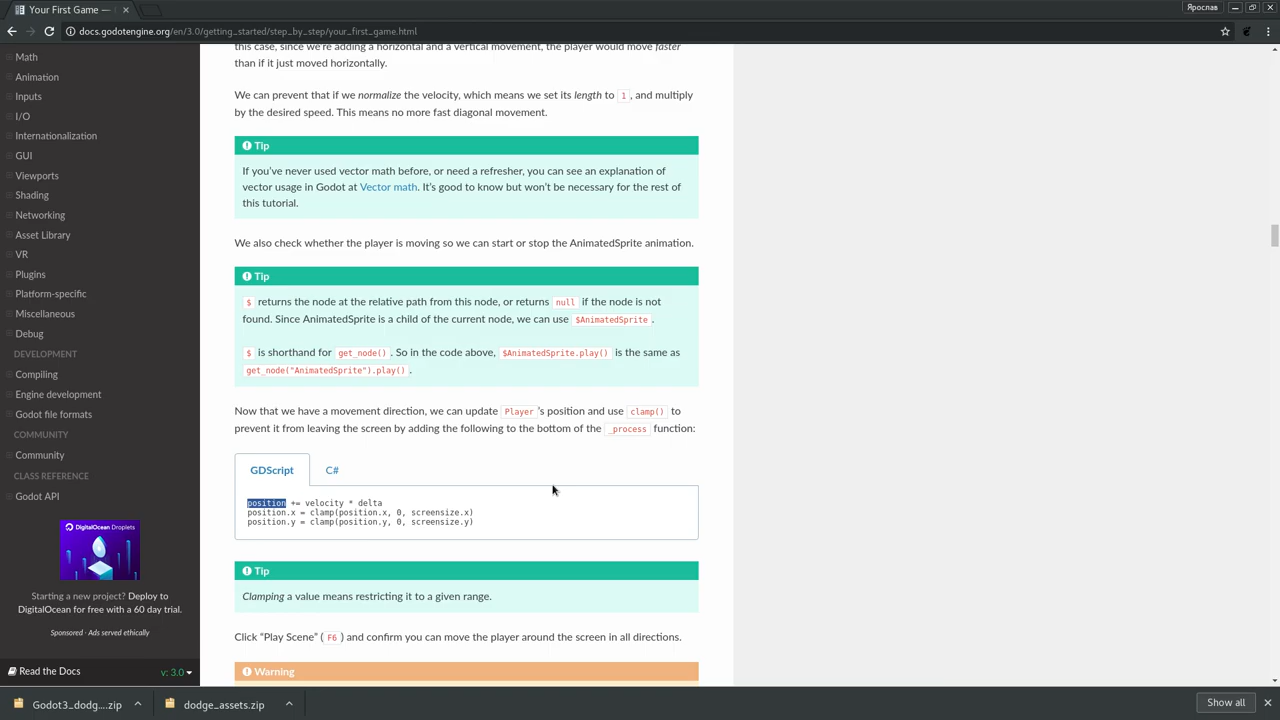 Your First Game —
Ярослав
docs.godotengine.org/en/3.0/getting_started/step_by_step/your_first_game.html
Math
Animation
Inputs
I/O
Internationalization
GUI
Viewports
Shading
Networking
Asset Library
VR
Plugins
Platform-specific
Miscellaneous
Debug
DEVELOPMENT
Compiling
Engine development
Godot file formats
COMMUNITY
Community
CLASS REFERENCE
Godot API
DigitalOcean Droplets
Starting a new project? Deploy to
DigitalOcean for free with a 60 day trial.
Sponsored · Ads served ethically
Read the Docs
v: 3.0
this case, since we're adding a horizontal and a vertical movement, the player would move faster
than if it just moved horizontally.
We can prevent that if we normalize the velocity, which means we set its length to 1, and multiply
by the desired speed. This means no more fast diagonal movement.
Tip
If you've never used vector math before, or need a refresher, you can see an explanation of
vector usage in Godot at Vector math. It's good to know but won't be necessary for the rest of
this tutorial.
We also check whether the player is moving so we can start or stop the AnimatedSprite animation.
Tip
$ returns the node at the relative path from this node, or returns null if the node is not
found. Since AnimatedSprite is a child of the current node, we can use $AnimatedSprite.
$ is shorthand for get_node(). So in the code above, $AnimatedSprite.play() is the same as
get_node("AnimatedSprite").play().
Now that we have a movement direction, we can update Player's position and use clamp() to
prevent it from leaving the screen by adding the following to the bottom of the _process function:
GDScript C#
position += velocity * delta
position.x = clamp(position.x, 0, screensize.x)
position.y = clamp(position.y, 0, screensize.y)
Tip
Clamping a value means restricting it to a given range.
Click “Play Scene” (F6) and confirm you can move the player around the screen in all directions.
Warning
Godot3_dodg....zip
dodge_assets.zip
Show all